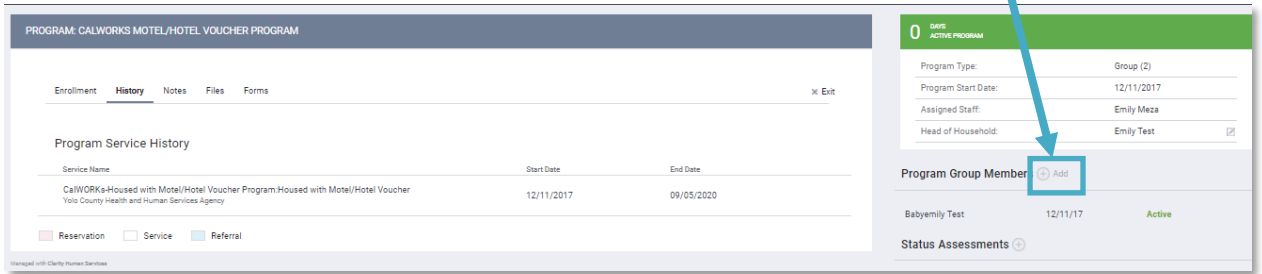 PROGRAM: CALWORKS MOTEL/HOTEL VOUCHER PROGRAM
Enrollment History Notes Files Forms ✖ Exit
Program Service History
Service Name Start Date End Date
CalWORKs-Housed with Motel/Hotel Voucher Program:Housed with Motel/Hotel Voucher 12/11/2017 09/05/2020
Yolo County Health and Human Services Agency
Reservation Service Referral
Managed with Clarity Human Services
0 DAYS
ACTIVE PROGRAM
Program Type: Group (2)
Program Start Date: 12/11/2017
Assigned Staff: Emily Meza
Head of Household: Emily Test
Program Group Members Add
Babyemily Test 12/11/17 Active
Status Assessments